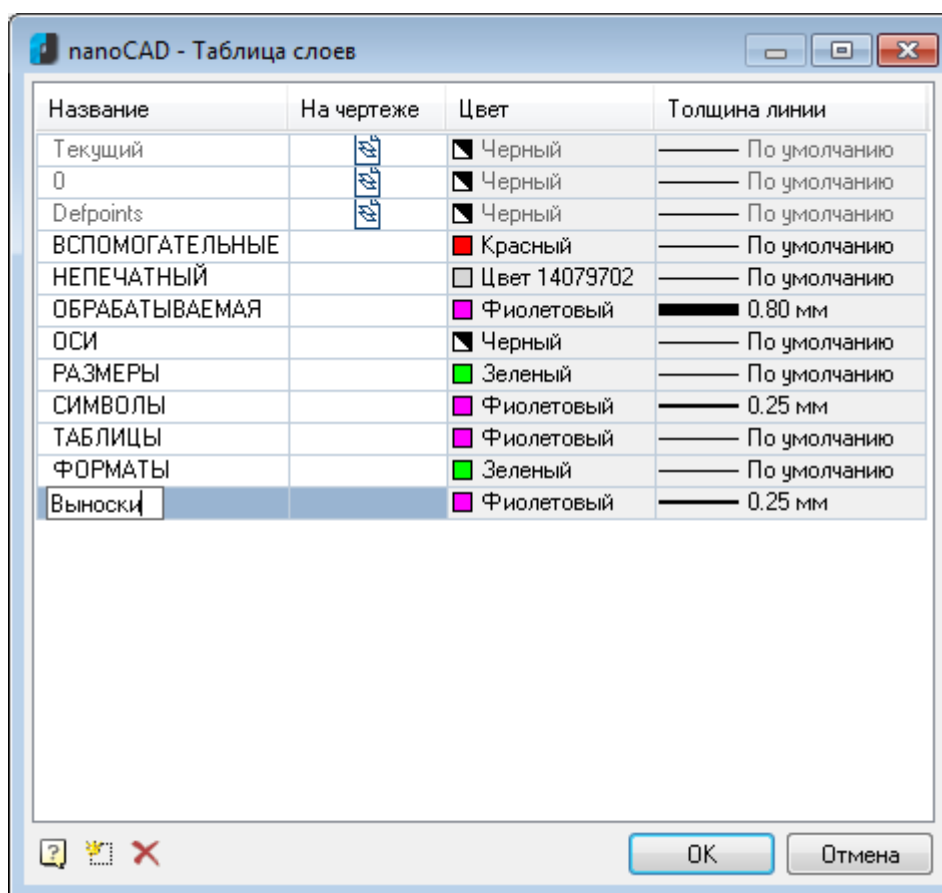 nanoCAD - Таблица слоев
Название На чертеже Цвет Толщина линии
Текущий Черный По умолчанию
0 Черный По умолчанию
Defpoints Черный По умолчанию
ВСПОМОГАТЕЛЬНЫЕ Красный По умолчанию
НЕПЕЧАТНЫЙ Цвет 14079702 По умолчанию
ОБРАБАТЫВАЕМАЯ Фиолетовый 0.80 мм
ОСИ Черный По умолчанию
РАЗМЕРЫ Зеленый По умолчанию
СИМВОЛЫ Фиолетовый 0.25 мм
ТАБЛИЦЫ Фиолетовый По умолчанию
ФОРМАТЫ Зеленый По умолчанию
Выноски Фиолетовый 0.25 мм
OK Отмена